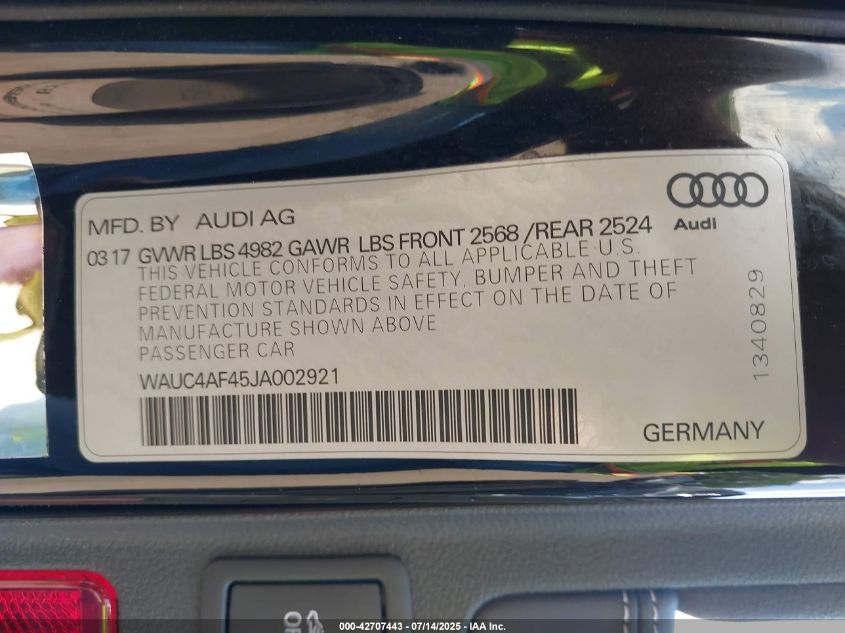 MFD. BY AUDI AG
Audi
03 17 GVWR LBS 4982 GAWR LBS FRONT 2568 /REAR 2524
THIS VEHICLE CONFORMS TO ALL APPLICABLE U.S.
FEDERAL MOTOR VEHICLE SAFETY, BUMPER AND THEFT
PREVENTION STANDARDS IN EFFECT ON THE DATE OF
MANUFACTURE SHOWN ABOVE
PASSENGER CAR
1340829
WAUC4AF45JA002921
GERMANY
OFF
000-42707443 - 07/14/2025 - IAA Inc.